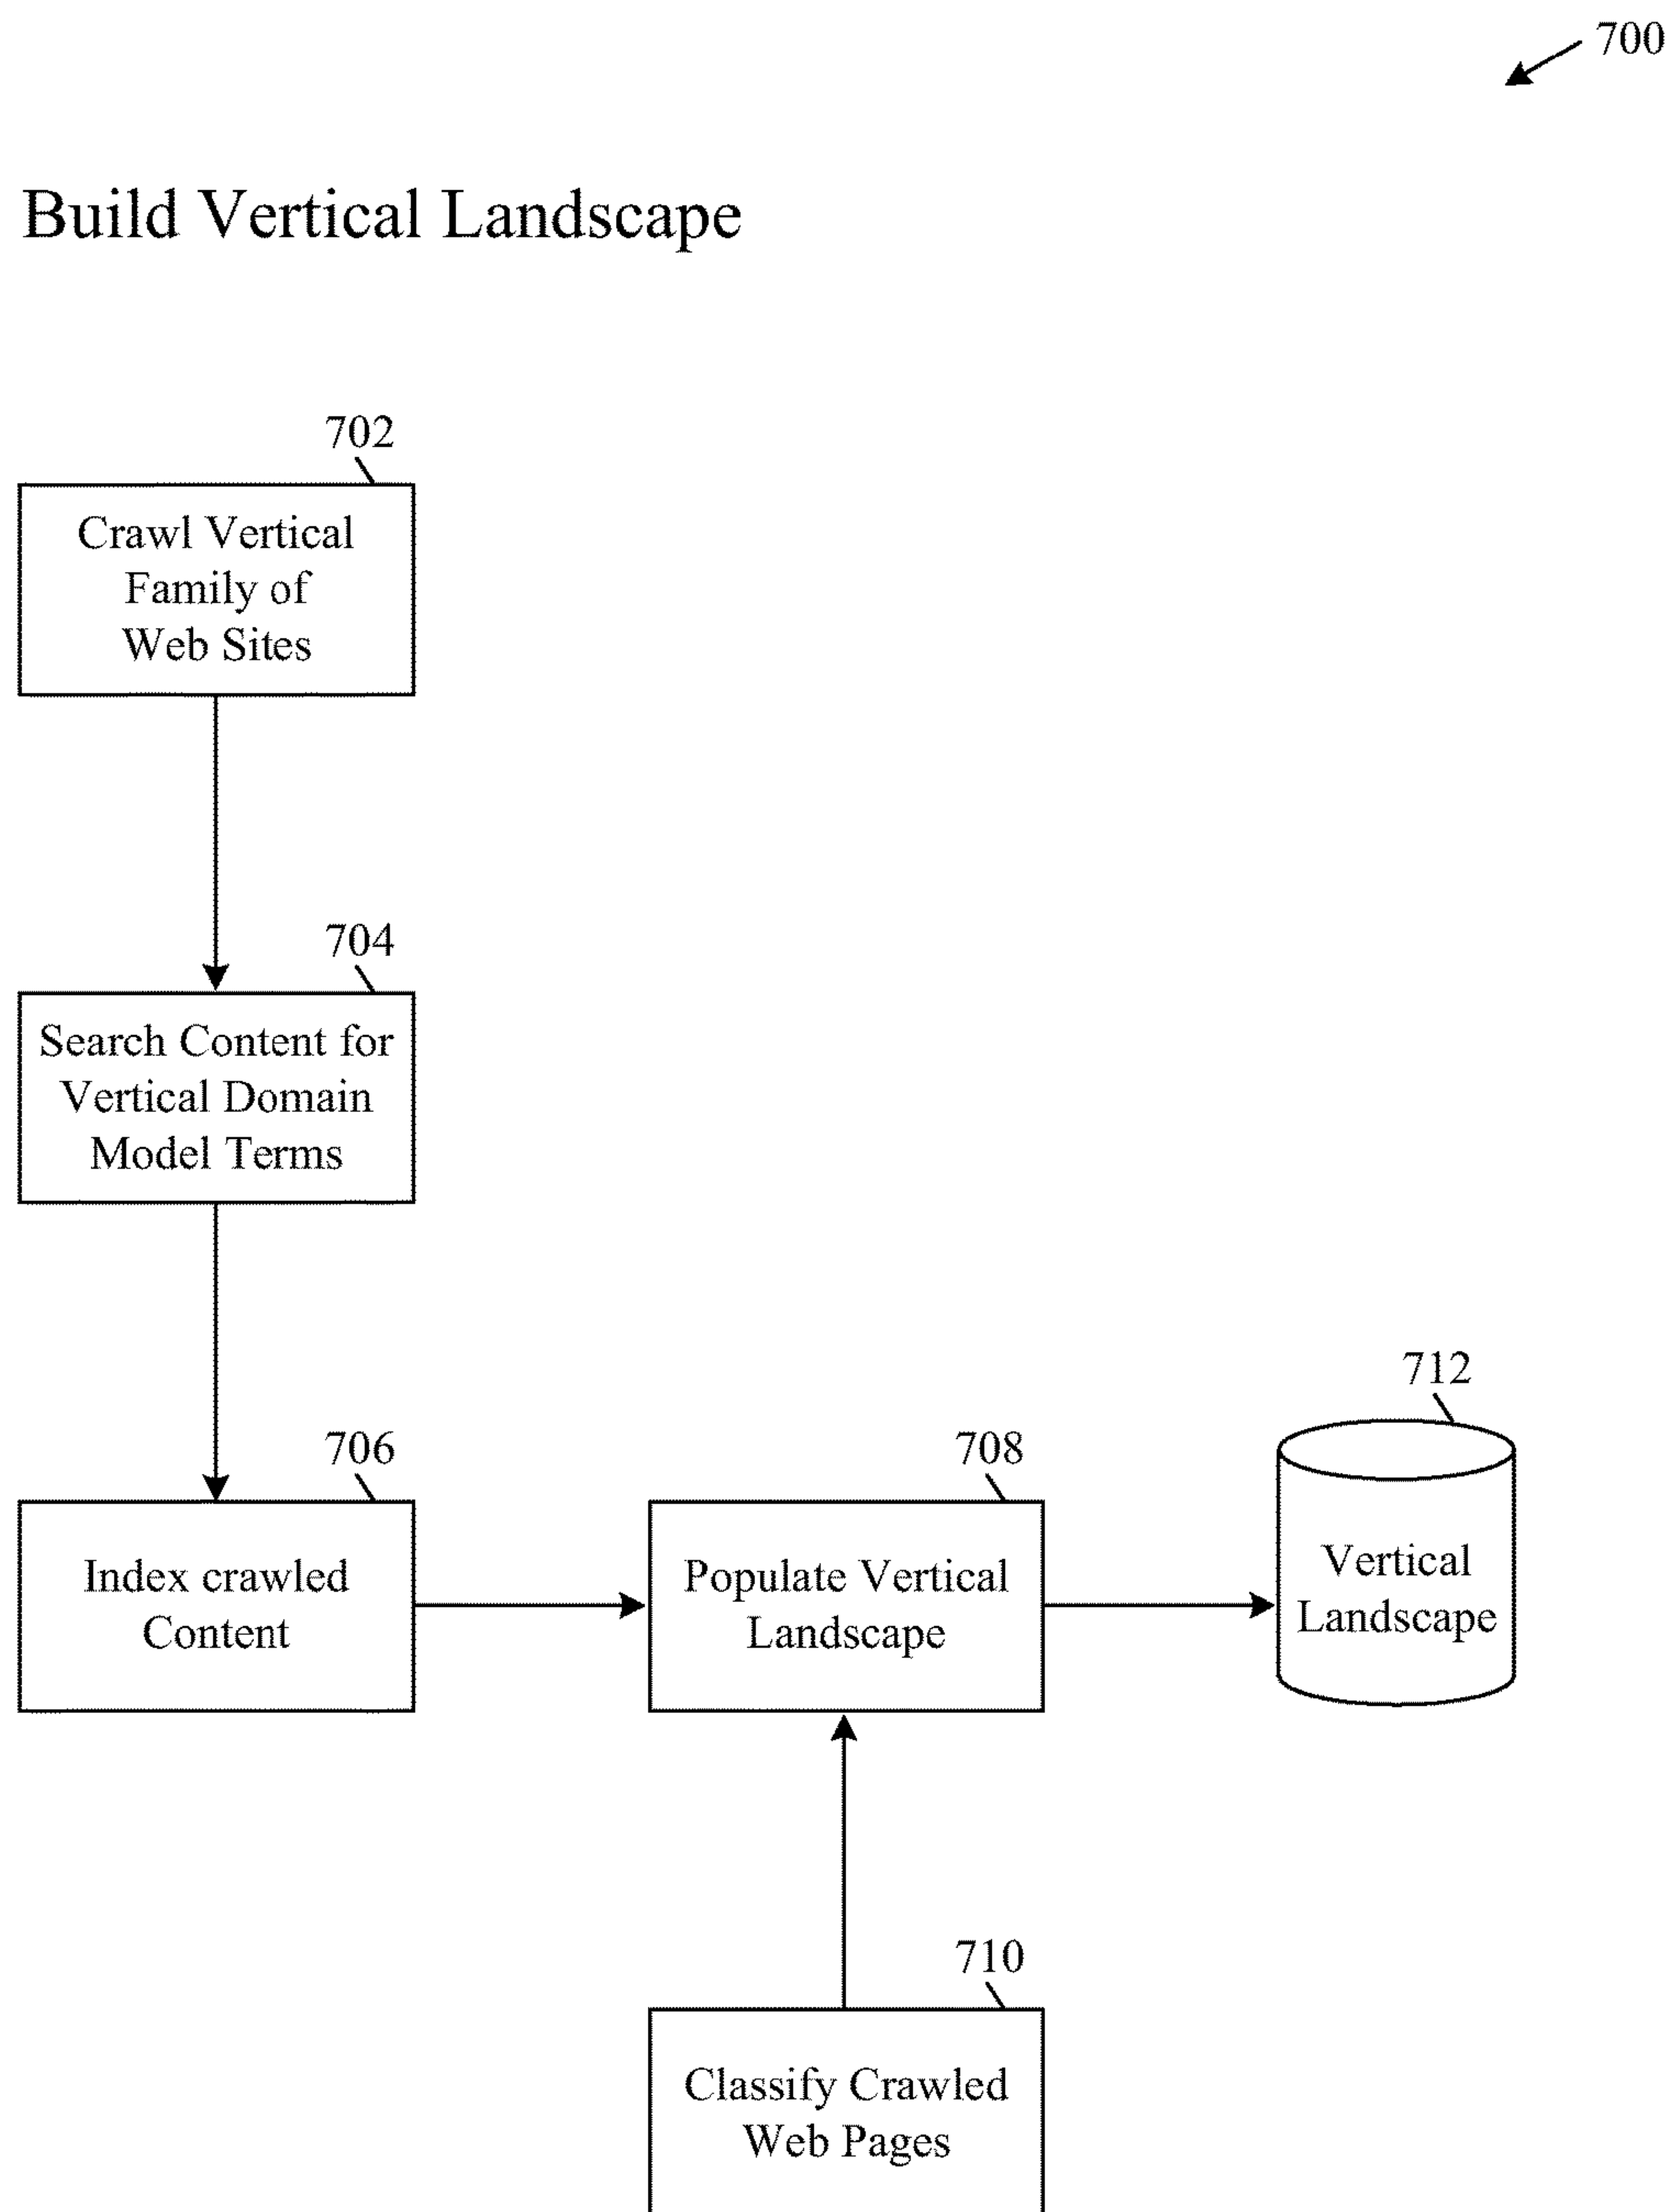 700
Build Vertical Landscape
702
Crawl Vertical
Family of
Web Sites
704
Search Content for
Vertical Domain
Model Terms
706
Index crawled
Content
708
Populate Vertical
Landscape
712
Vertical
Landscape
710
Classify Crawled
Web Pages